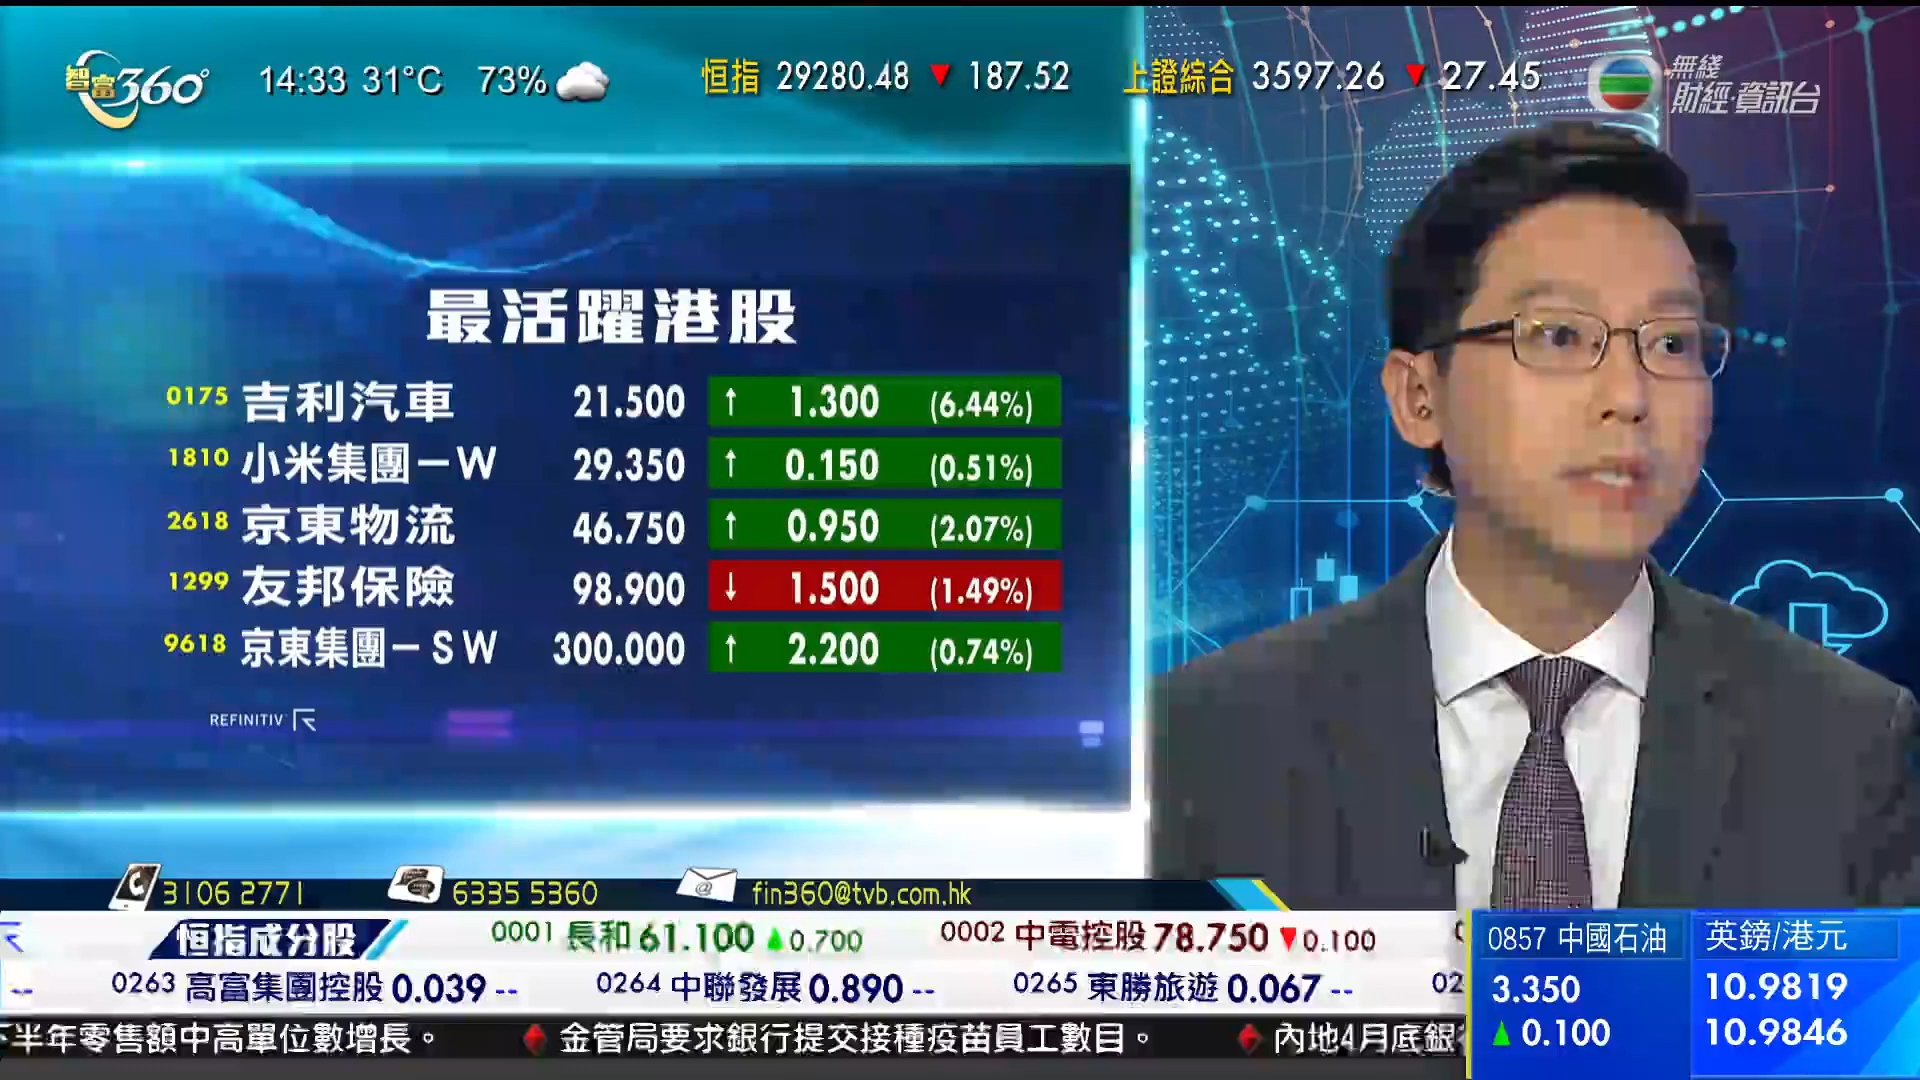 智富360°
14:33 31°C 73%
恒指 29280.48 ▼ 187.52
上證綜合 3597.26 ▼ 27.45
無綫
財經·資訊台
最活躍港股
0175 吉利汽車 21.500 ↑ 1.300 (6.44%)
1810 小米集團－W 29.350 ↑ 0.150 (0.51%)
2618 京東物流 46.750 ↑ 0.950 (2.07%)
1299 友邦保險 98.900 ↓ 1.500 (1.49%)
9618 京東集團－SW 300.000 ↑ 2.200 (0.74%)
REFINITIV
3106 2771 6335 5360 fin360@tvb.com.hk
恒指成分股 0001 長和 61.100 ▲0.700 0002 中電控股 78.750 ▼0.100
-- 0263 高富集團控股 0.039 -- 0264 中聯發展 0.890 -- 0265 東勝旅遊 0.067 -- 02
半年零售額中高單位數增長。 ◆ 金管局要求銀行提交接種疫苗員工數目。 ◆ 內地4月底銀
0857 中國石油
3.350
▲ 0.100
英鎊/港元
10.9819
10.9846